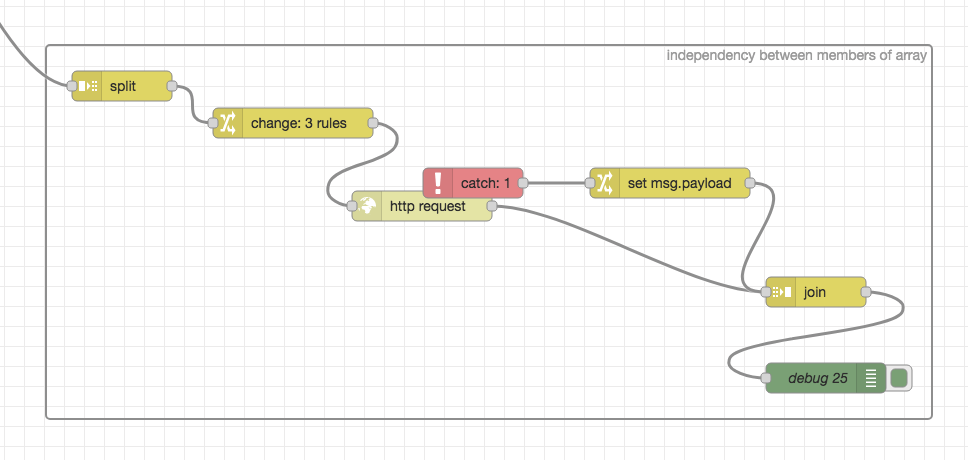 independency between members of array
split
change: 3 rules
catch: 1
set msg.payload
http request
join
debug 25